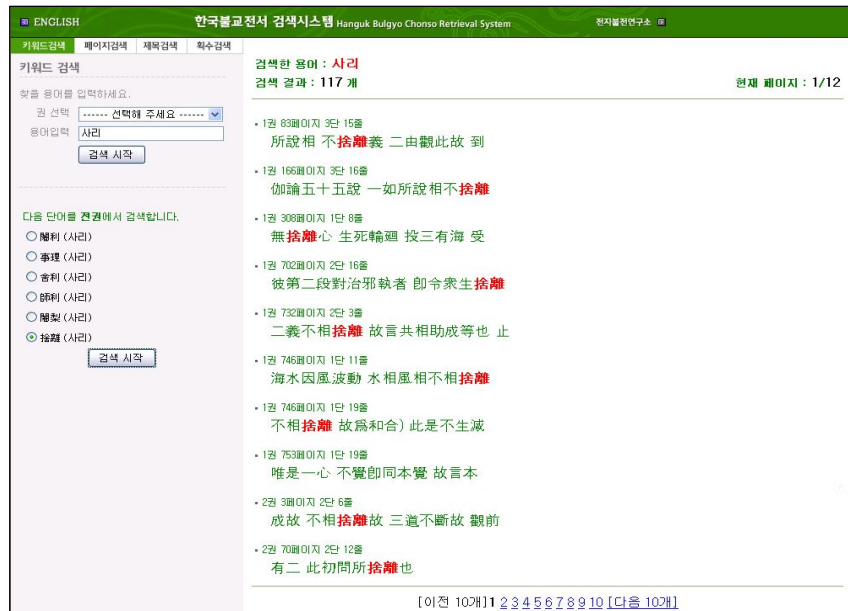 ENGLISH
한국불교전서 검색시스템 Hanguk Bulgyo Chonso Retrieval System
전자불전연구소
키워드검색 페이지검색 제목검색 획수검색
키워드 검색
찾을 용어를 입력하세요.
권 선택 ------ 선택해 주세요 ------
용어입력 사리
검색 시작
다음 단어를 전권에서 검색합니다.
闍利 (사리)
事理 (사리)
舍利 (사리)
師利 (사리)
闍梨 (사리)
捨離 (사리)
검색 시작
검색한 용어 : 사리
검색 결과 : 117 개
현재 페이지 : 1/12
1권 83페이지 3단 15줄
所說相 不捨離義 二由觀此故 到
1권 166페이지 3단 16줄
伽論五十五說 一如所說相不捨離
1권 308페이지 1단 8줄
無捨離心 生死輪廻 投三有海 受
1권 702페이지 2단 16줄
彼第二段對治邪執者 卽令衆生捨離
1권 732페이지 2단 3줄
二義不相捨離 故言共相助成等也 止
1권 746페이지 1단 11줄
海水因風波動 水相風相不相捨離
1권 746페이지 1단 19줄
不相捨離 故爲和合) 此是不生滅
1권 753페이지 1단 19줄
唯是一心 不覺卽同本覺 故言本
2권 3페이지 2단 6줄
成故 不相捨離故 三道不斷故 觀前
2권 70페이지 2단 12줄
有二 此初問所捨離也
[이전 10개]1 2 3 4 5 6 7 8 9 10 [다음 10개]